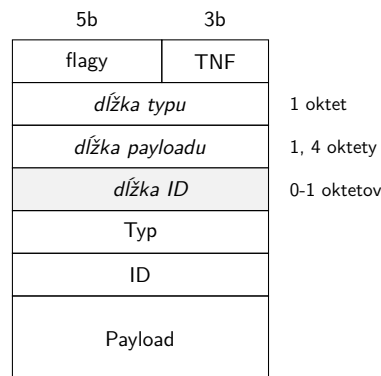 5b 3b
flagy TNF
dĺžka typu 1 oktet
dĺžka payloadu 1, 4 oktety
dĺžka ID 0-1 oktetov
Typ
ID
Payload